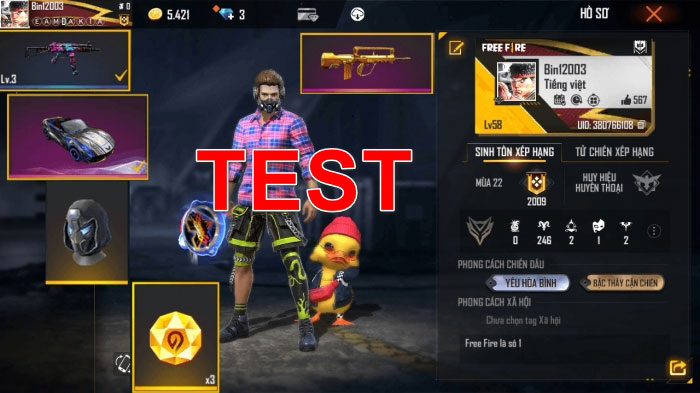 Bin12003
EAMDAKIA
0
5.421
3
HỒ SƠ
Lv.3
FREE FIRE
Bin12003
Tiếng việt
567
Lv58
UID: 380766108
SINH TỒN XẾP HẠNG
TỬ CHIẾN XẾP HẠNG
MÙA 22
2009
HUY HIỆU
HUYỀN THOẠI
TEST
0 246 2 1 2
PHONG CÁCH CHIẾN ĐẤU
YÊU HÒA BÌNH
BẬC THẦY CẬN CHIẾN
PHONG CÁCH XÃ HỘI
Chưa chọn tag Xã hội
Free Fire là số 1
x3